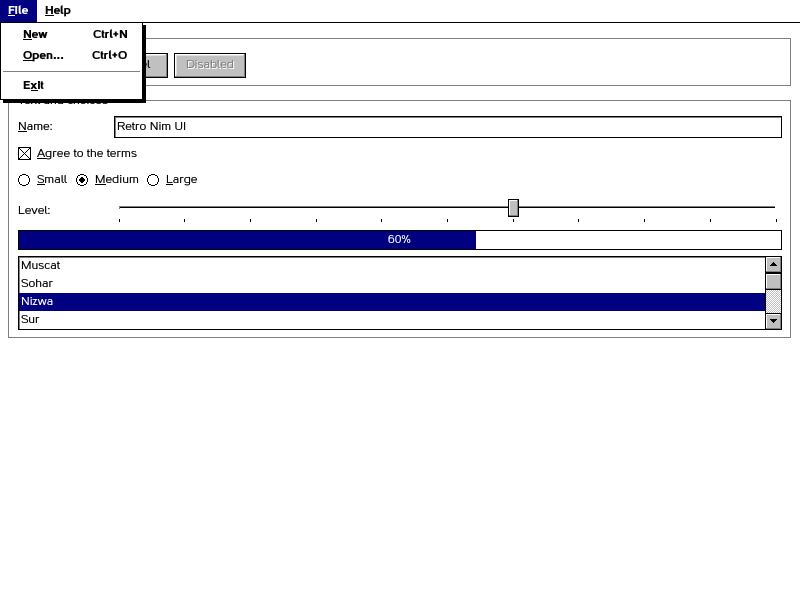 File Help
New Ctrl+N
Open... Ctrl+O
Exit
Disabled
Name: Retro Nim UI
Agree to the terms
Small Medium Large
Level:
60%
Muscat
Sohar
Nizwa
Sur